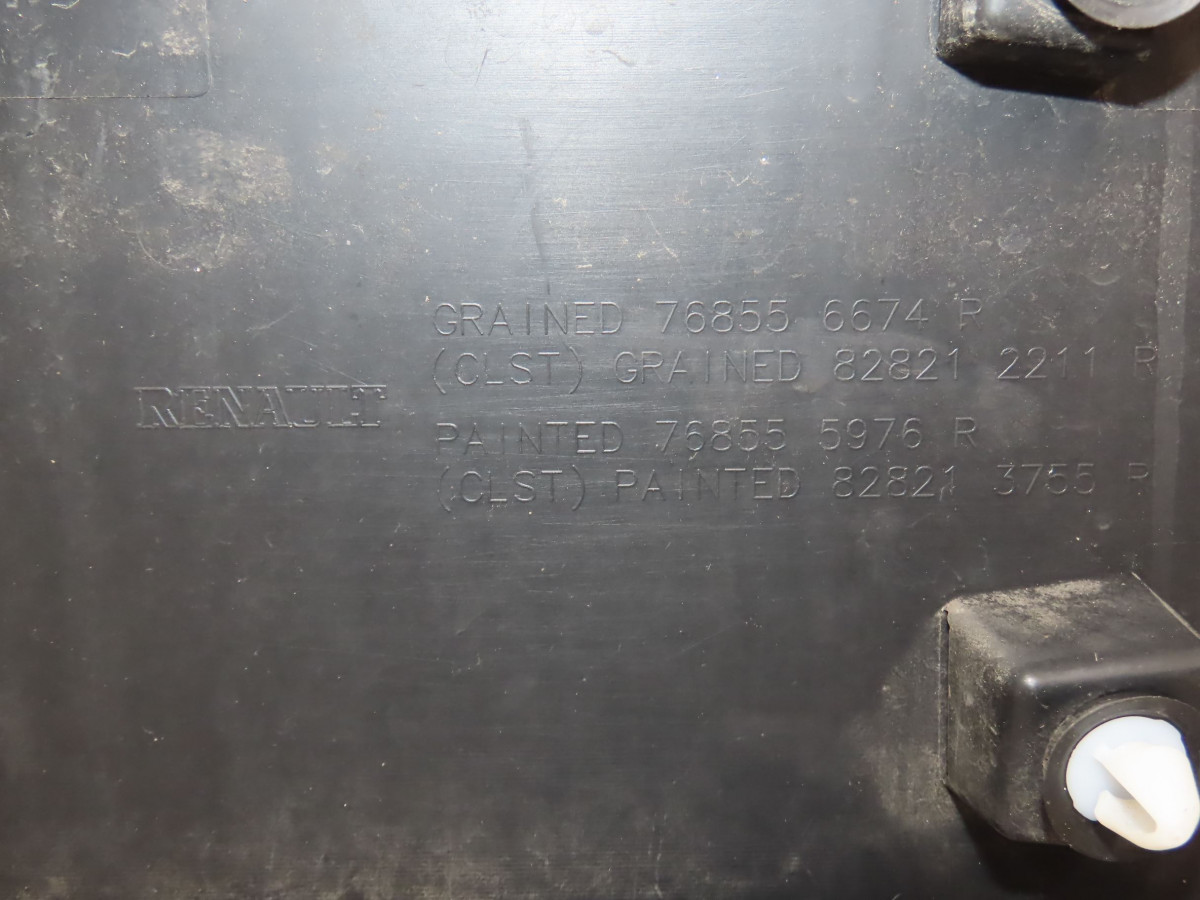 GRAINED 76855 6674 R
(CLST) GRAINED 82821 2211 R
RENAULT
PAINTED 76855 5976 R
(CLST) PAINTED 82821 3755 R